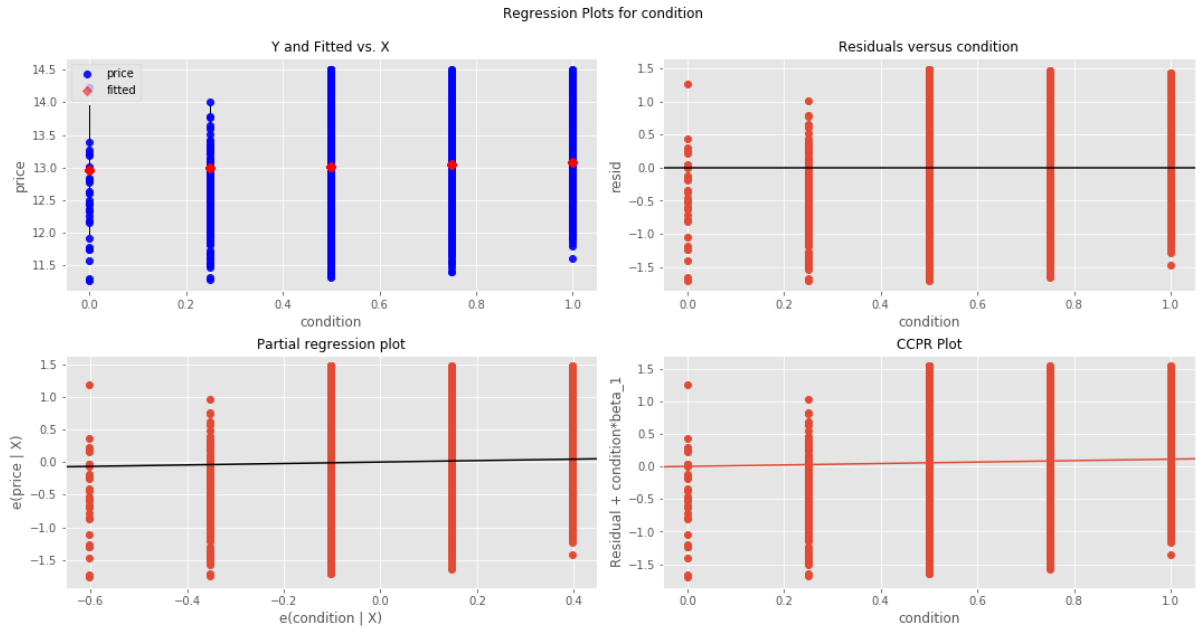 Regression Plots for condition
Y and Fitted vs. X
price
fitted
14.5
14.0
13.5
13.0
12.5
12.0
11.5
price
0.0 0.2 0.4 0.6 0.8 1.0
condition
Residuals versus condition
1.5
1.0
0.5
0.0
−0.5
−1.0
−1.5
resid
0.0 0.2 0.4 0.6 0.8 1.0
condition
Partial regression plot
1.5
1.0
0.5
0.0
−0.5
−1.0
−1.5
e(price | X)
−0.6 −0.4 −0.2 0.0 0.2 0.4
e(condition | X)
CCPR Plot
1.5
1.0
0.5
0.0
−0.5
−1.0
−1.5
Residual + condition*beta_1
0.0 0.2 0.4 0.6 0.8 1.0
condition